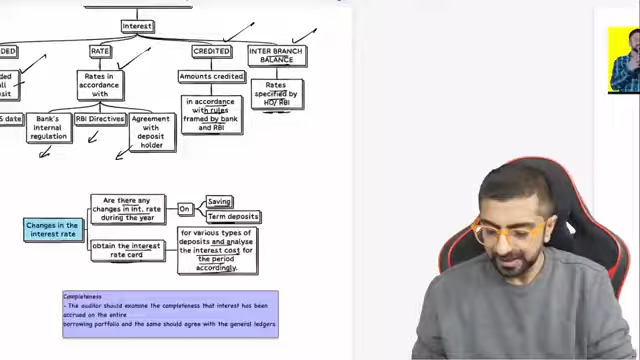 Interest
DED
RATE
CREDITED
INTER BRANCH
BALANCE
Rates in
accordance
with
Amounts credited
Rates
specified by
HO/ RBI
in accordance
with rules
framed by bank
and RBI
S date
Bank's
internal
regulation
RBI Directives
Agreement
with
deposit
holder
Are there any
changes in int. rate
during the year
On
Saving
Term deposits
Changes in the
interest rate
obtain the interest
rate card
for various types of
deposits and analyse
the interest cost for
the period
accordingly.
Completeness
- The auditor should examine the completeness that interest has been
accrued on the entire
borrowing portfolio and the same should agree with the general ledgers